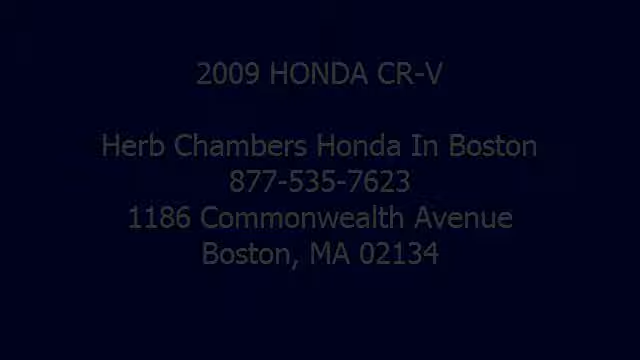 2009 HONDA CR-V
Herb Chambers Honda In Boston
877-535-7623
1186 Commonwealth Avenue
Boston, MA 02134